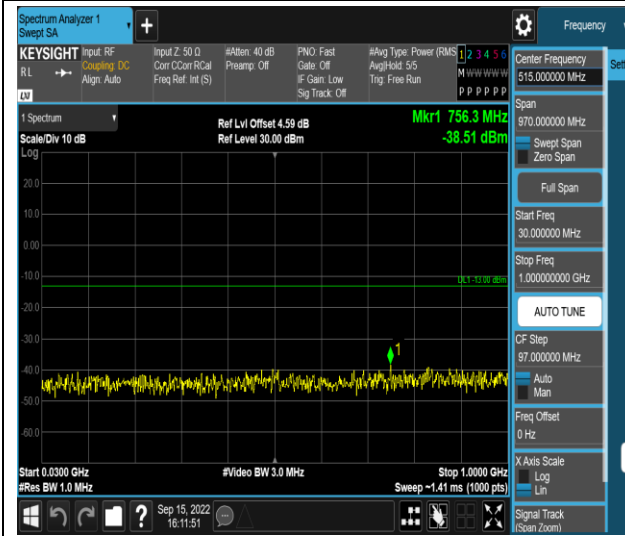 Spectrum Analyzer 1
Swept SA
+
Frequency
KEYSIGHT
RL
LXI
Input: RF
Coupling: DC
Align: Auto
Input Z: 50 Ω
Corr CCorr RCal
Freq Ref: Int (S)
#Atten: 40 dB
Preamp: Off
PNO: Fast
Gate: Off
IF Gain: Low
Sig Track: Off
#Avg Type: Power (RMS
Avg|Hold: 5/5
Trig: Free Run
1 2 3 4 5 6
M W W W W W
P P P P P P
1 Spectrum
Scale/Div 10 dB
Ref Lvl Offset 4.59 dB
Ref Level 30.00 dBm
Mkr1 756.3 MHz
-38.51 dBm
Log
20.0
10.0
0.00
-10.0
DL1 -13.00 dBm
-20.0
-30.0
1
-40.0
-50.0
-60.0
Start 0.0300 GHz
#Res BW 1.0 MHz
#Video BW 3.0 MHz
Stop 1.0000 GHz
Sweep ~1.41 ms (1000 pts)
Sep 15, 2022
16:11:51
Center Frequency
515.000000 MHz
Span
970.000000 MHz
Swept Span
Zero Span
Full Span
Start Freq
30.000000 MHz
Stop Freq
1.000000000 GHz
AUTO TUNE
CF Step
97.000000 MHz
Auto
Man
Freq Offset
0 Hz
X Axis Scale
Log
Lin
Signal Track
(Span Zoom)